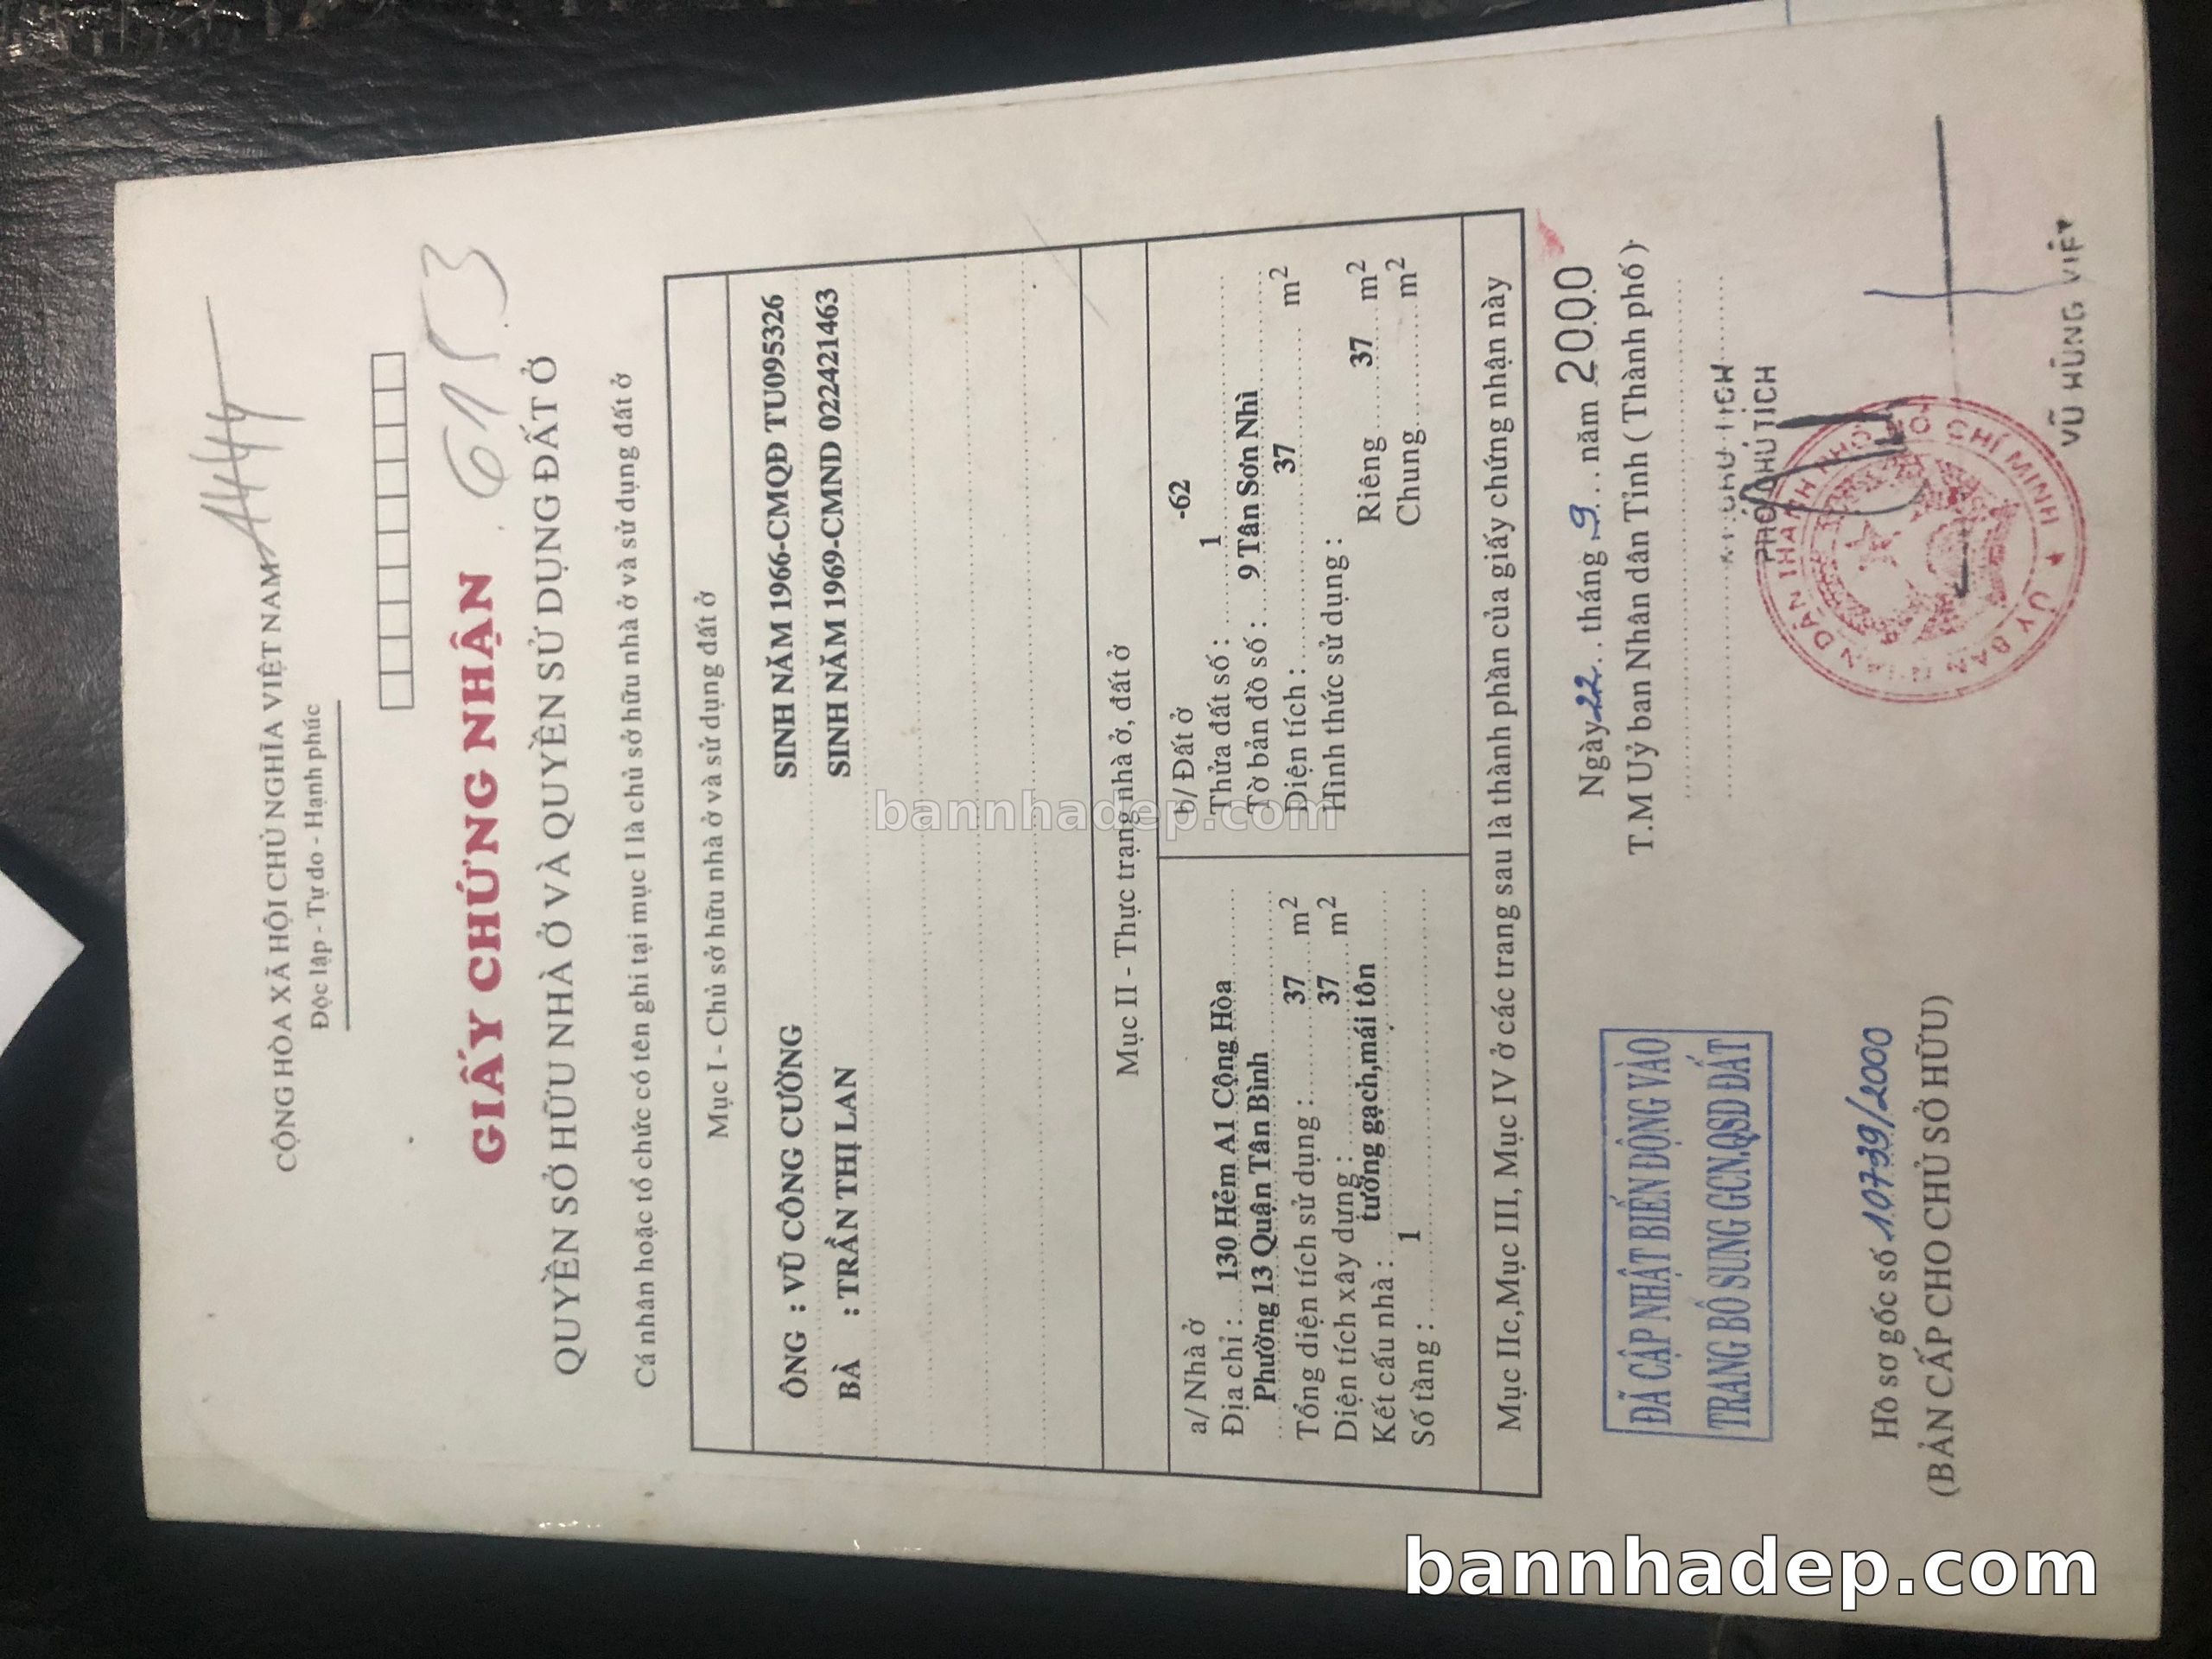 CỘNG HÒA XÃ HỘI CHỦ NGHĨA VIỆT NAM
Độc lập - Tự do - Hạnh phúc
GIẤY CHỨNG NHẬN
QUYỀN SỞ HỮU NHÀ Ở VÀ QUYỀN SỬ DỤNG ĐẤT Ở
Cá nhân hoặc tổ chức có tên ghi tại mục I là chủ sở hữu nhà ở và sử dụng đất ở
Mục I - Chủ sở hữu nhà ở và sử dụng đất ở
ÔNG : VŨ CÔNG CƯỜNG SINH NĂM 1966-CMQĐ TU095326
BÀ : TRẦN THỊ LAN SINH NĂM 1969-CMND 022421463
Mục II - Thực trạng nhà ở, đất ở
a/ Nhà ở
Địa chỉ : 130 Hẻm A1 Cộng Hòa
Phường 13 Quận Tân Bình
Tổng diện tích sử dụng : 37 m2
Diện tích xây dựng : 37 m2
Kết cấu nhà : tường gạch,mái tôn
Số tầng : 1
b/ Đất ở -62
Thửa đất số : 1
Tờ bản đồ số : 9 Tân Sơn Nhì
Diện tích : 37 m2
Hình thức sử dụng :
Riêng 37 m2
Chung m2
Mục IIc,Mục III, Mục IV ở các trang sau là thành phần của giấy chứng nhận này
Ngày 22 tháng 9 năm 2000
T.M Uỷ ban Nhân dân Tỉnh ( Thành phố )
PHÓ CHỦ TỊCH
ỦY BAN NHÂN DÂN THÀNH PHỐ HỒ CHÍ MINH
VŨ HÙNG VIỆT
ĐÃ CẬP NHẬT BIẾN ĐỘNG VÀO
TRANG BỔ SUNG GCN.QSD ĐẤT
Hồ sơ gốc số 10739/2000
(BẢN CẤP CHO CHỦ SỞ HỮU)
bannhadep.com
bannhadep.com